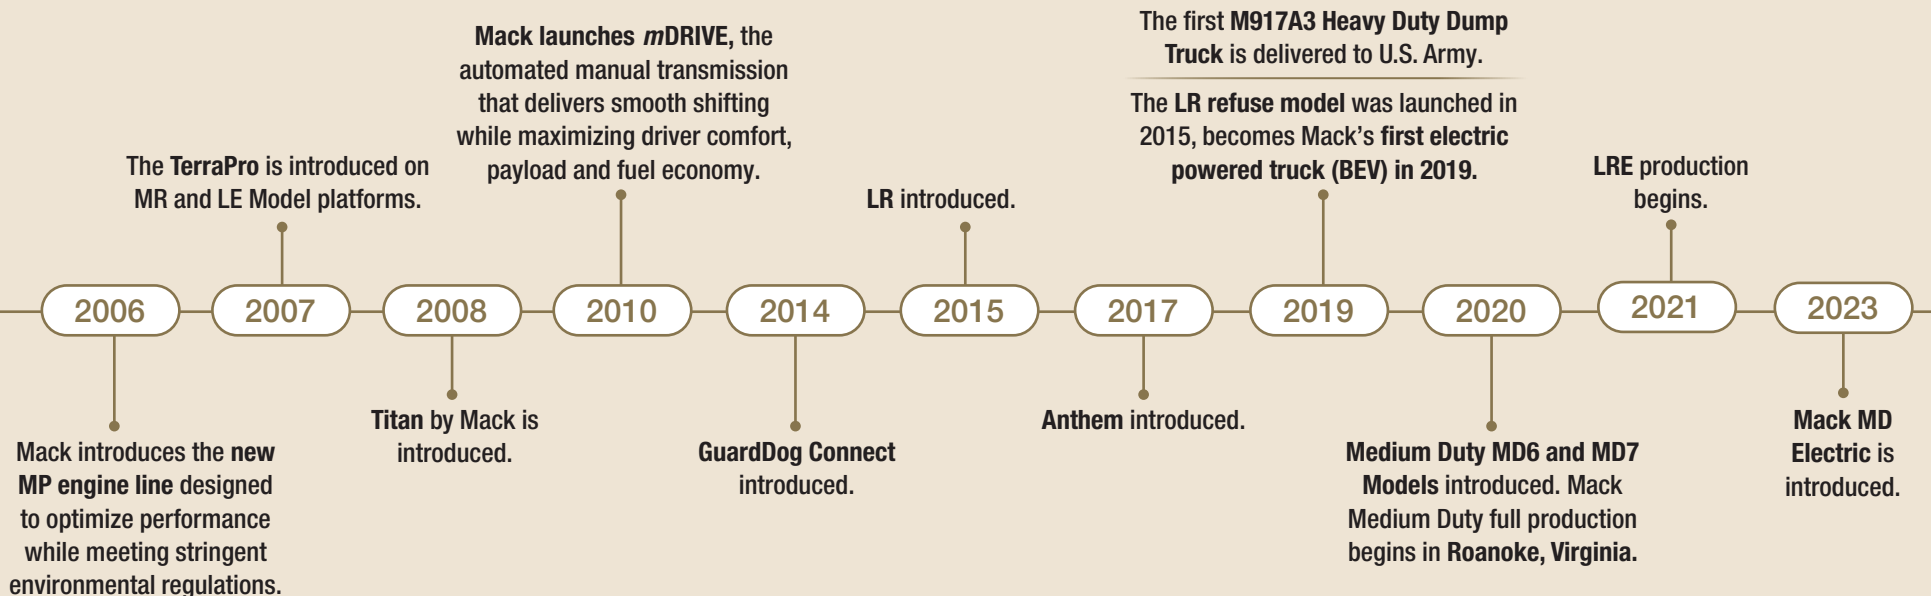 Mack launches mDRIVE, the
automated manual transmission
that delivers smooth shifting
while maximizing driver comfort,
payload and fuel economy.
The first M917A3 Heavy Duty Dump
Truck is delivered to U.S. Army.
The LR refuse model was launched in
2015, becomes Mack's first electric
powered truck (BEV) in 2019.
The TerraPro is introduced on
MR and LE Model platforms.
LR introduced.
LRE production
begins.
2006
2007
2008
2010
2014
2015
2017
2019
2020
2021
2023
Mack introduces the new
MP engine line designed
to optimize performance
while meeting stringent
environmental regulations.
Titan by Mack is
introduced.
GuardDog Connect
introduced.
Anthem introduced.
Medium Duty MD6 and MD7
Models introduced. Mack
Medium Duty full production
begins in Roanoke, Virginia.
Mack MD
Electric is
introduced.